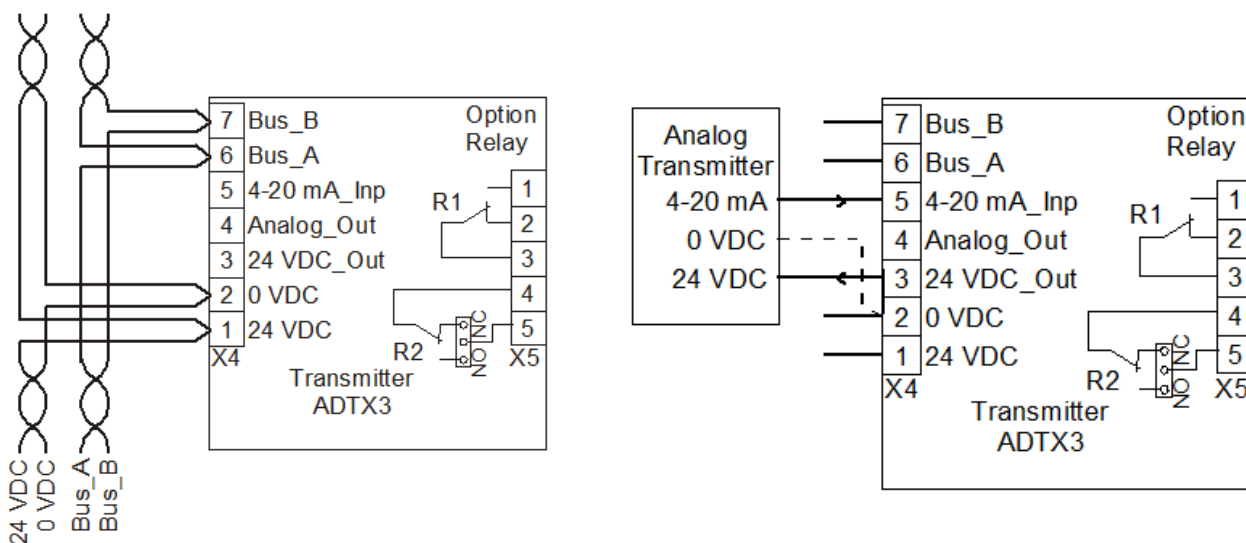 7 Bus_B
6 Bus_A
5 4-20 mA_Inp
4 Analog_Out
3 24 VDC_Out
2 0 VDC
1 24 VDC
X4
Option
Relay
R1
1
2
3
4
5
X5
R2
NC
NO
Transmitter
ADTX3
24 VDC
0 VDC
Bus_A
Bus_B
Analog
Transmitter
4-20 mA
0 VDC
24 VDC
7 Bus_B
6 Bus_A
5 4-20 mA_Inp
4 Analog_Out
3 24 VDC_Out
2 0 VDC
1 24 VDC
X4
Option
Relay
R1
1
2
3
4
5
X5
R2
NC
NO
Transmitter
ADTX3